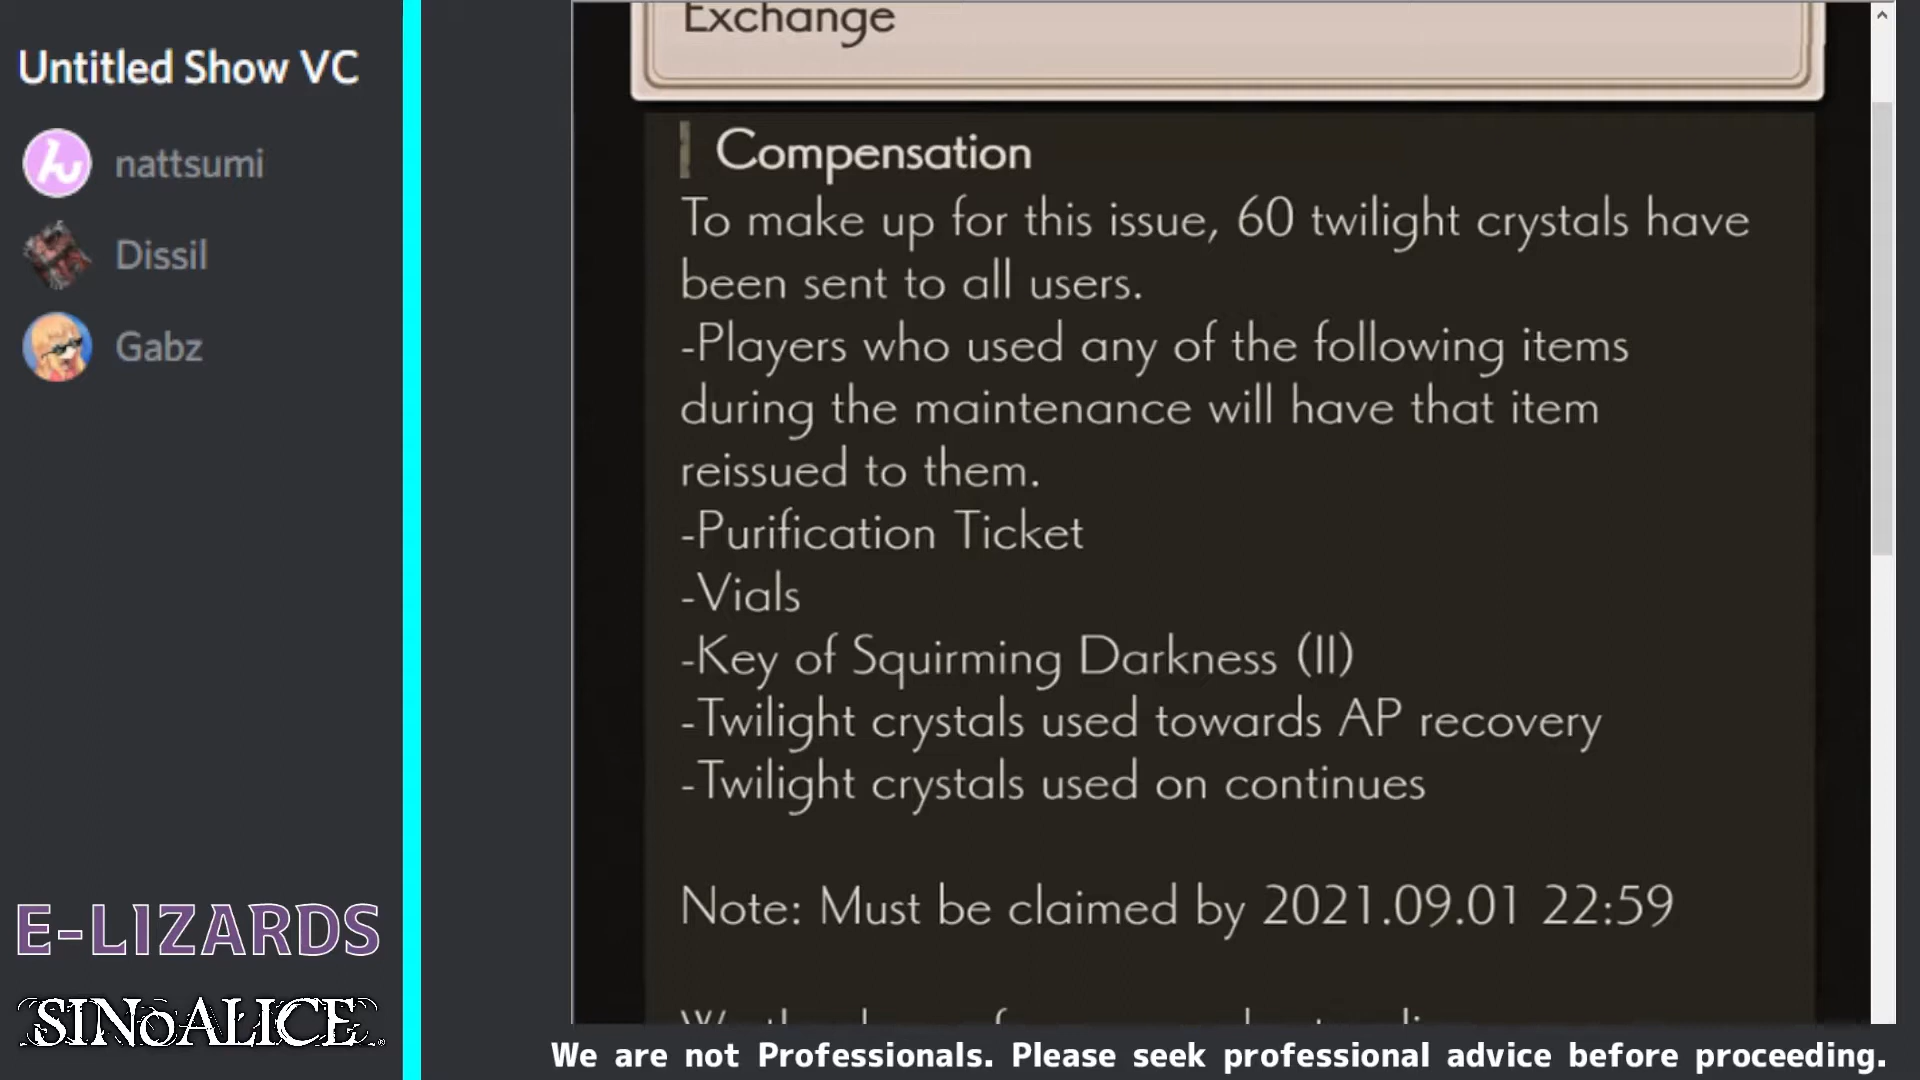 Untitled Show VC
nattsumi
Dissil
Gabz
E-LIZARDS
SINoALICE
Exchange
Compensation
To make up for this issue, 60 twilight crystals have
been sent to all users.
-Players who used any of the following items
during the maintenance will have that item
reissued to them.
-Purification Ticket
-Vials
-Key of Squirming Darkness (II)
-Twilight crystals used towards AP recovery
-Twilight crystals used on continues
Note: Must be claimed by 2021.09.01 22:59
We are not Professionals. Please seek professional advice before proceeding.